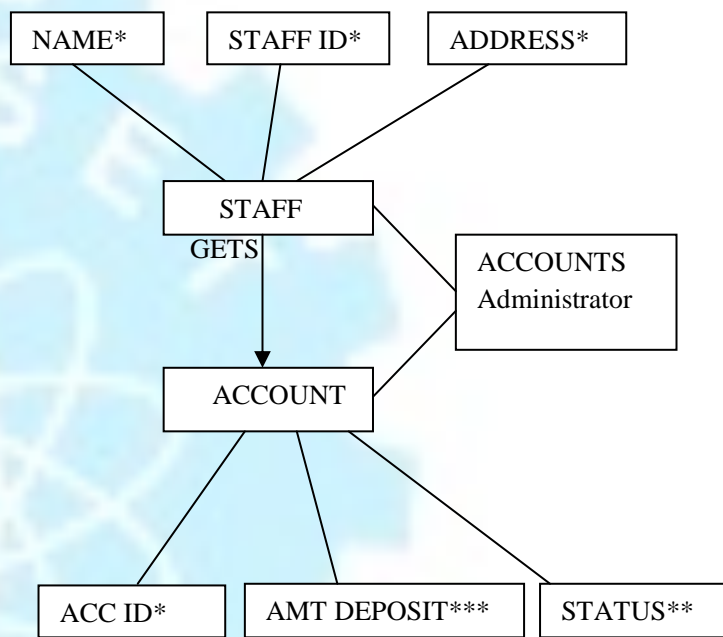 NAME*
STAFF ID*
ADDRESS*
STAFF
GETS
ACCOUNTS
Administrator
ACCOUNT
ACC ID*
AMT DEPOSIT***
STATUS**